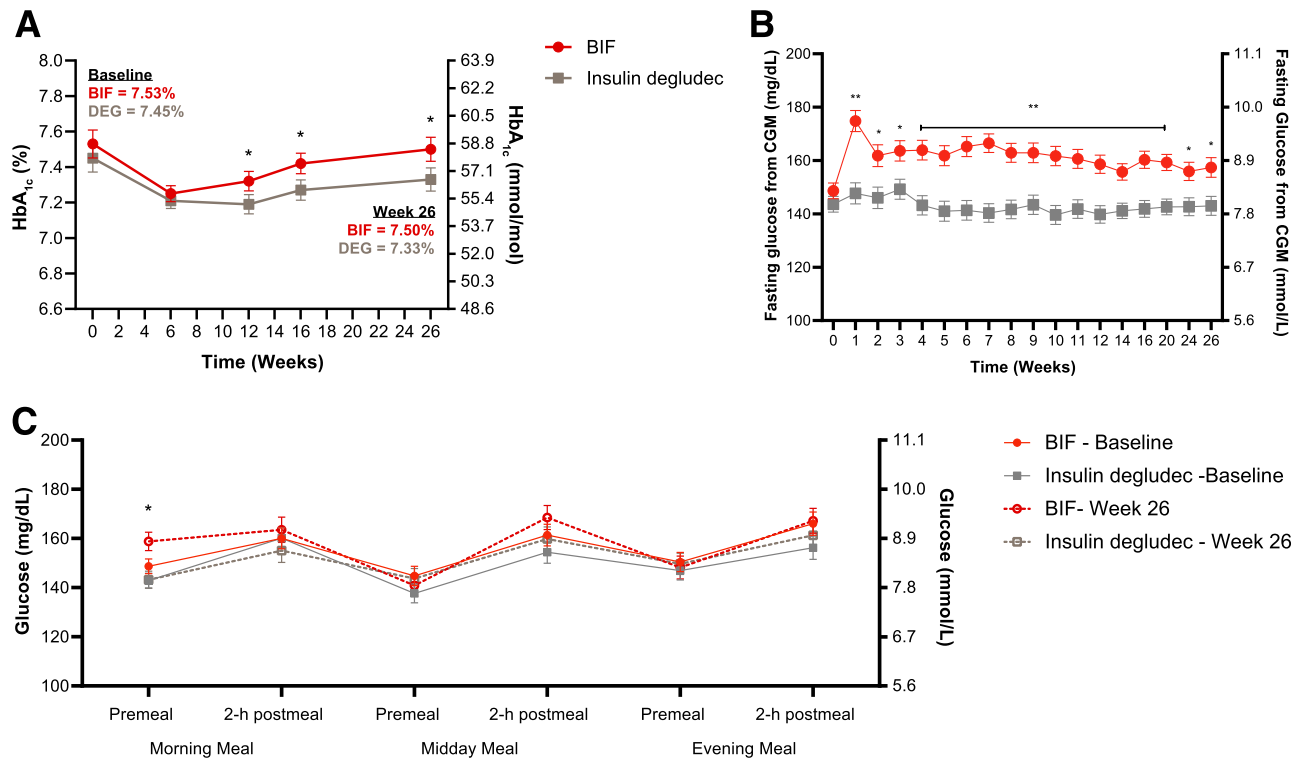 A
BIF
Insulin degludec
HbA1c (%)
8.0
7.8
7.6
7.4
7.2
7.0
6.8
6.6
Baseline
BIF = 7.53%
DEG = 7.45%
*
*
*
Week 26
BIF = 7.50%
DEG = 7.33%
63.9
62.2
60.5
58.8
57.1
55.4
53.7
52.0
50.3
48.6
HbA1c (mmol/mol)
0 2 4 6 8 10 12 14 16 18 20 22 24 26
Time (Weeks)
B
Fasting glucose from CGM (mg/dL)
200
180
160
140
120
100
**
*
*
**
*
*
11.1
10.0
8.9
7.8
6.7
5.6
Fasting Glucose from CGM (mmol/L)
0 1 2 3 4 5 6 7 8 9 10 11 12 14 16 20 24 26
Time (Weeks)
C
Glucose (mg/dL)
200
180
160
140
120
100
*
11.1
10.0
8.9
7.8
6.7
5.6
Glucose (mmol/L)
Premeal 2-h postmeal Premeal 2-h postmeal Premeal 2-h postmeal
Morning Meal Midday Meal Evening Meal
BIF - Baseline
Insulin degludec -Baseline
BIF- Week 26
Insulin degludec - Week 26